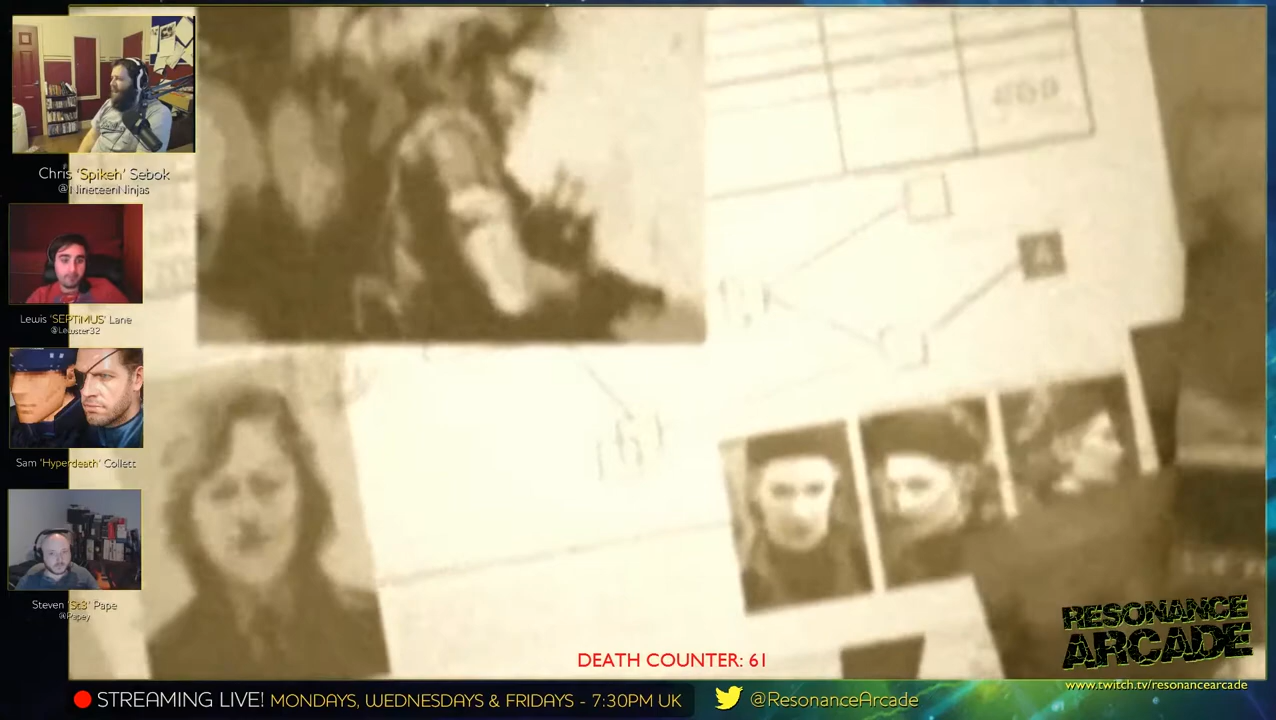 Chris 'Spikeh' Sebok
@NineteenNinjas
Lewis 'SEPTiMUS' Lane
@Lewster32
Sam 'Hyperdeath' Collett
Steven 'St3' Pape
@Papey
DEATH COUNTER: 61
RESONANCE
ARCADE
www.twitch.tv/resonancearcade
STREAMING LIVE! MONDAYS, WEDNESDAYS & FRIDAYS - 7:30PM UK
@ResonanceArcade